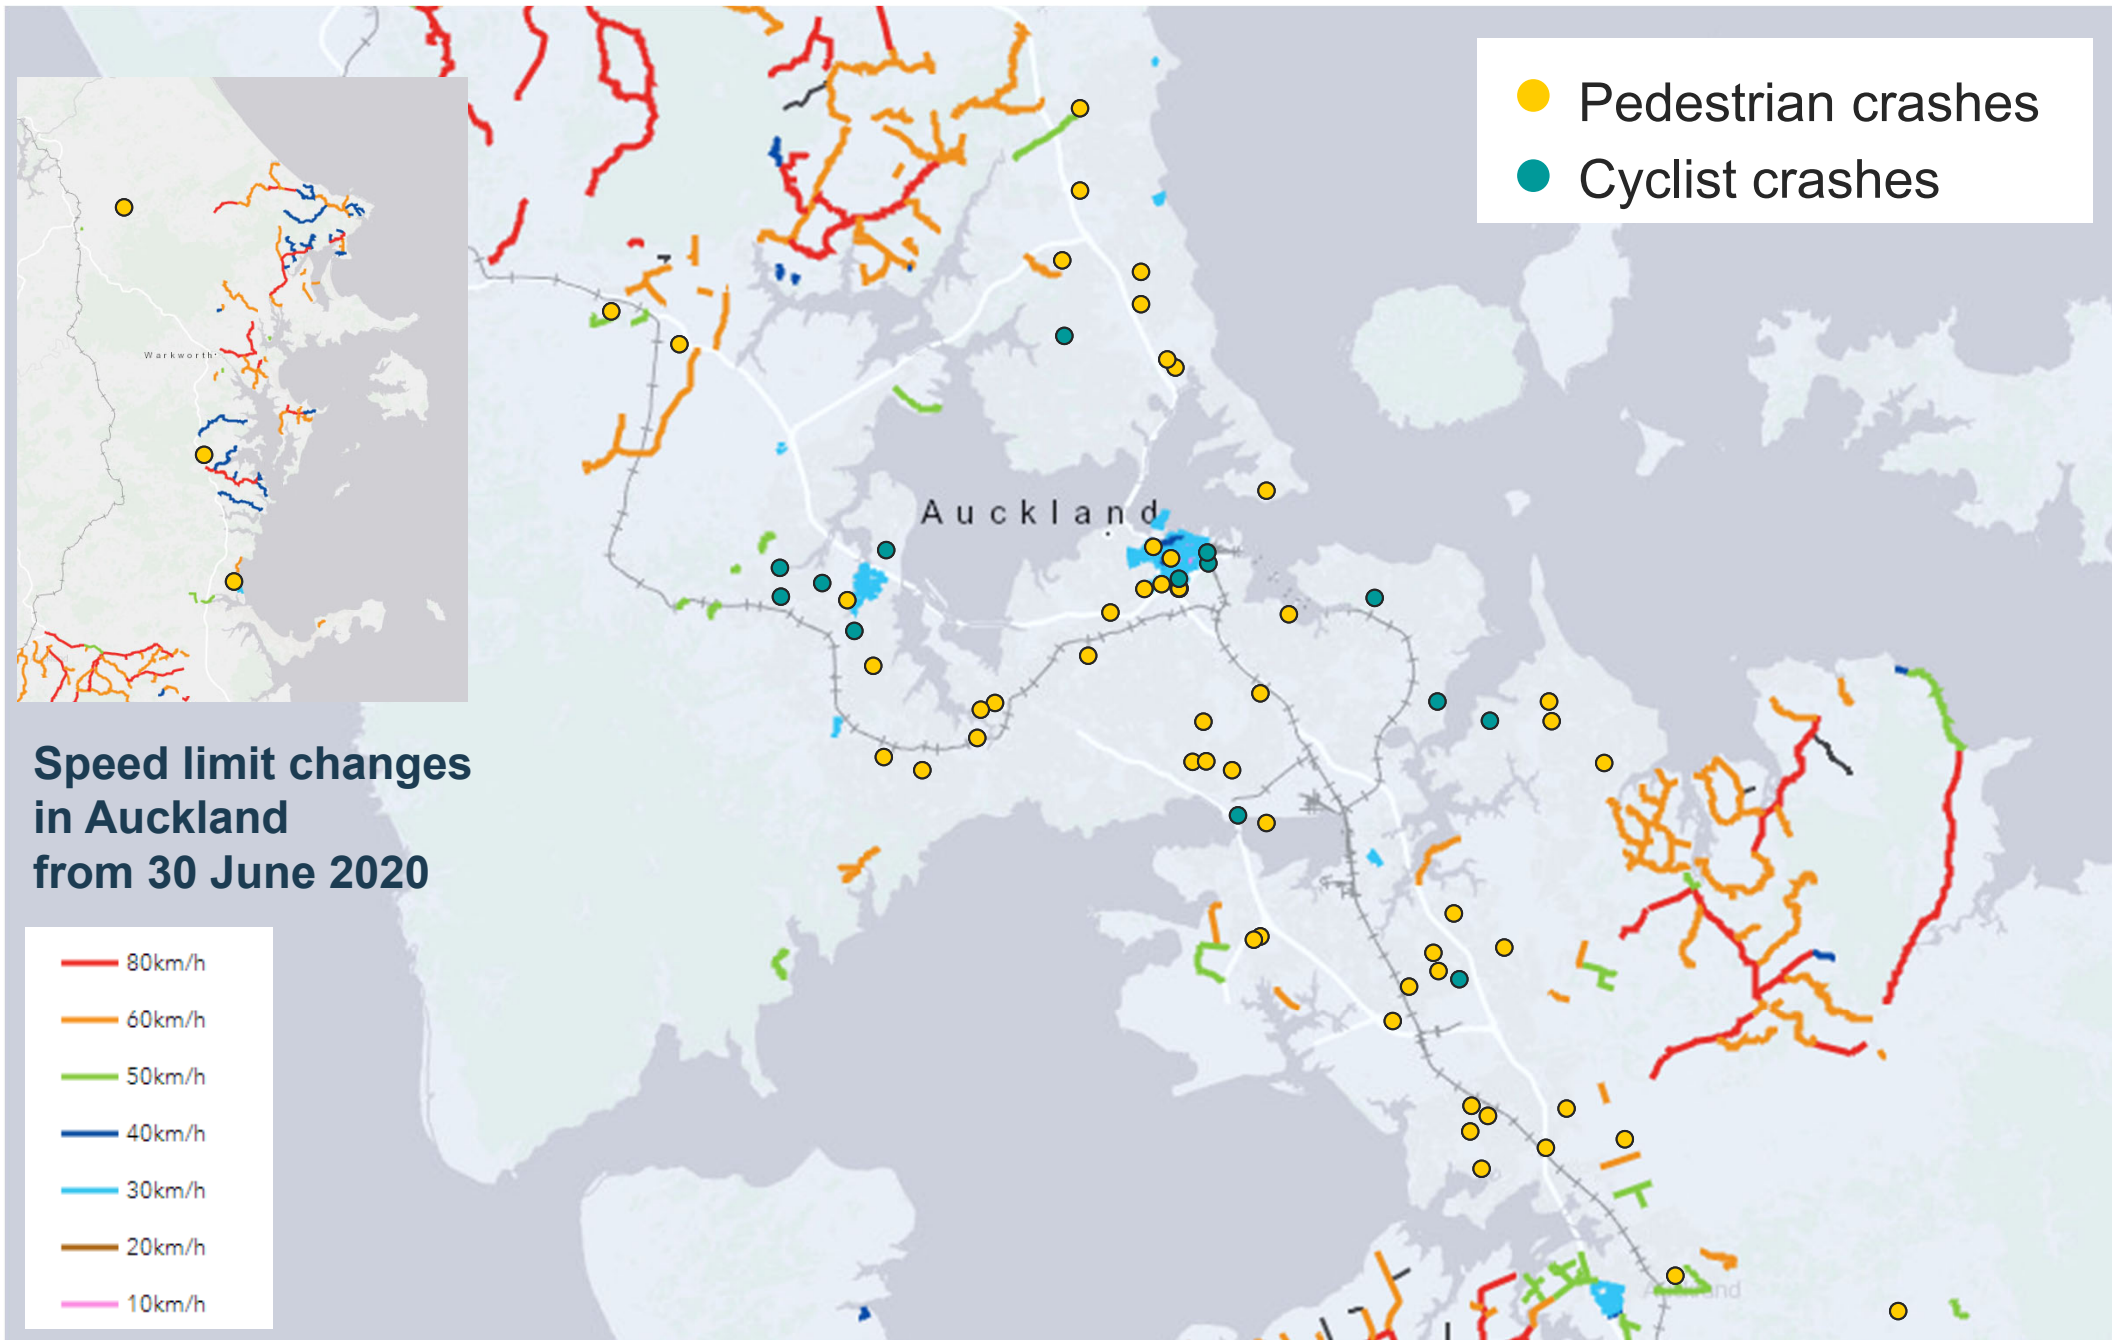 Pedestrian crashes
Cyclist crashes
Warkworth
Auckland
Speed limit changes
in Auckland
from 30 June 2020
80km/h
60km/h
50km/h
40km/h
30km/h
20km/h
10km/h
Auckland